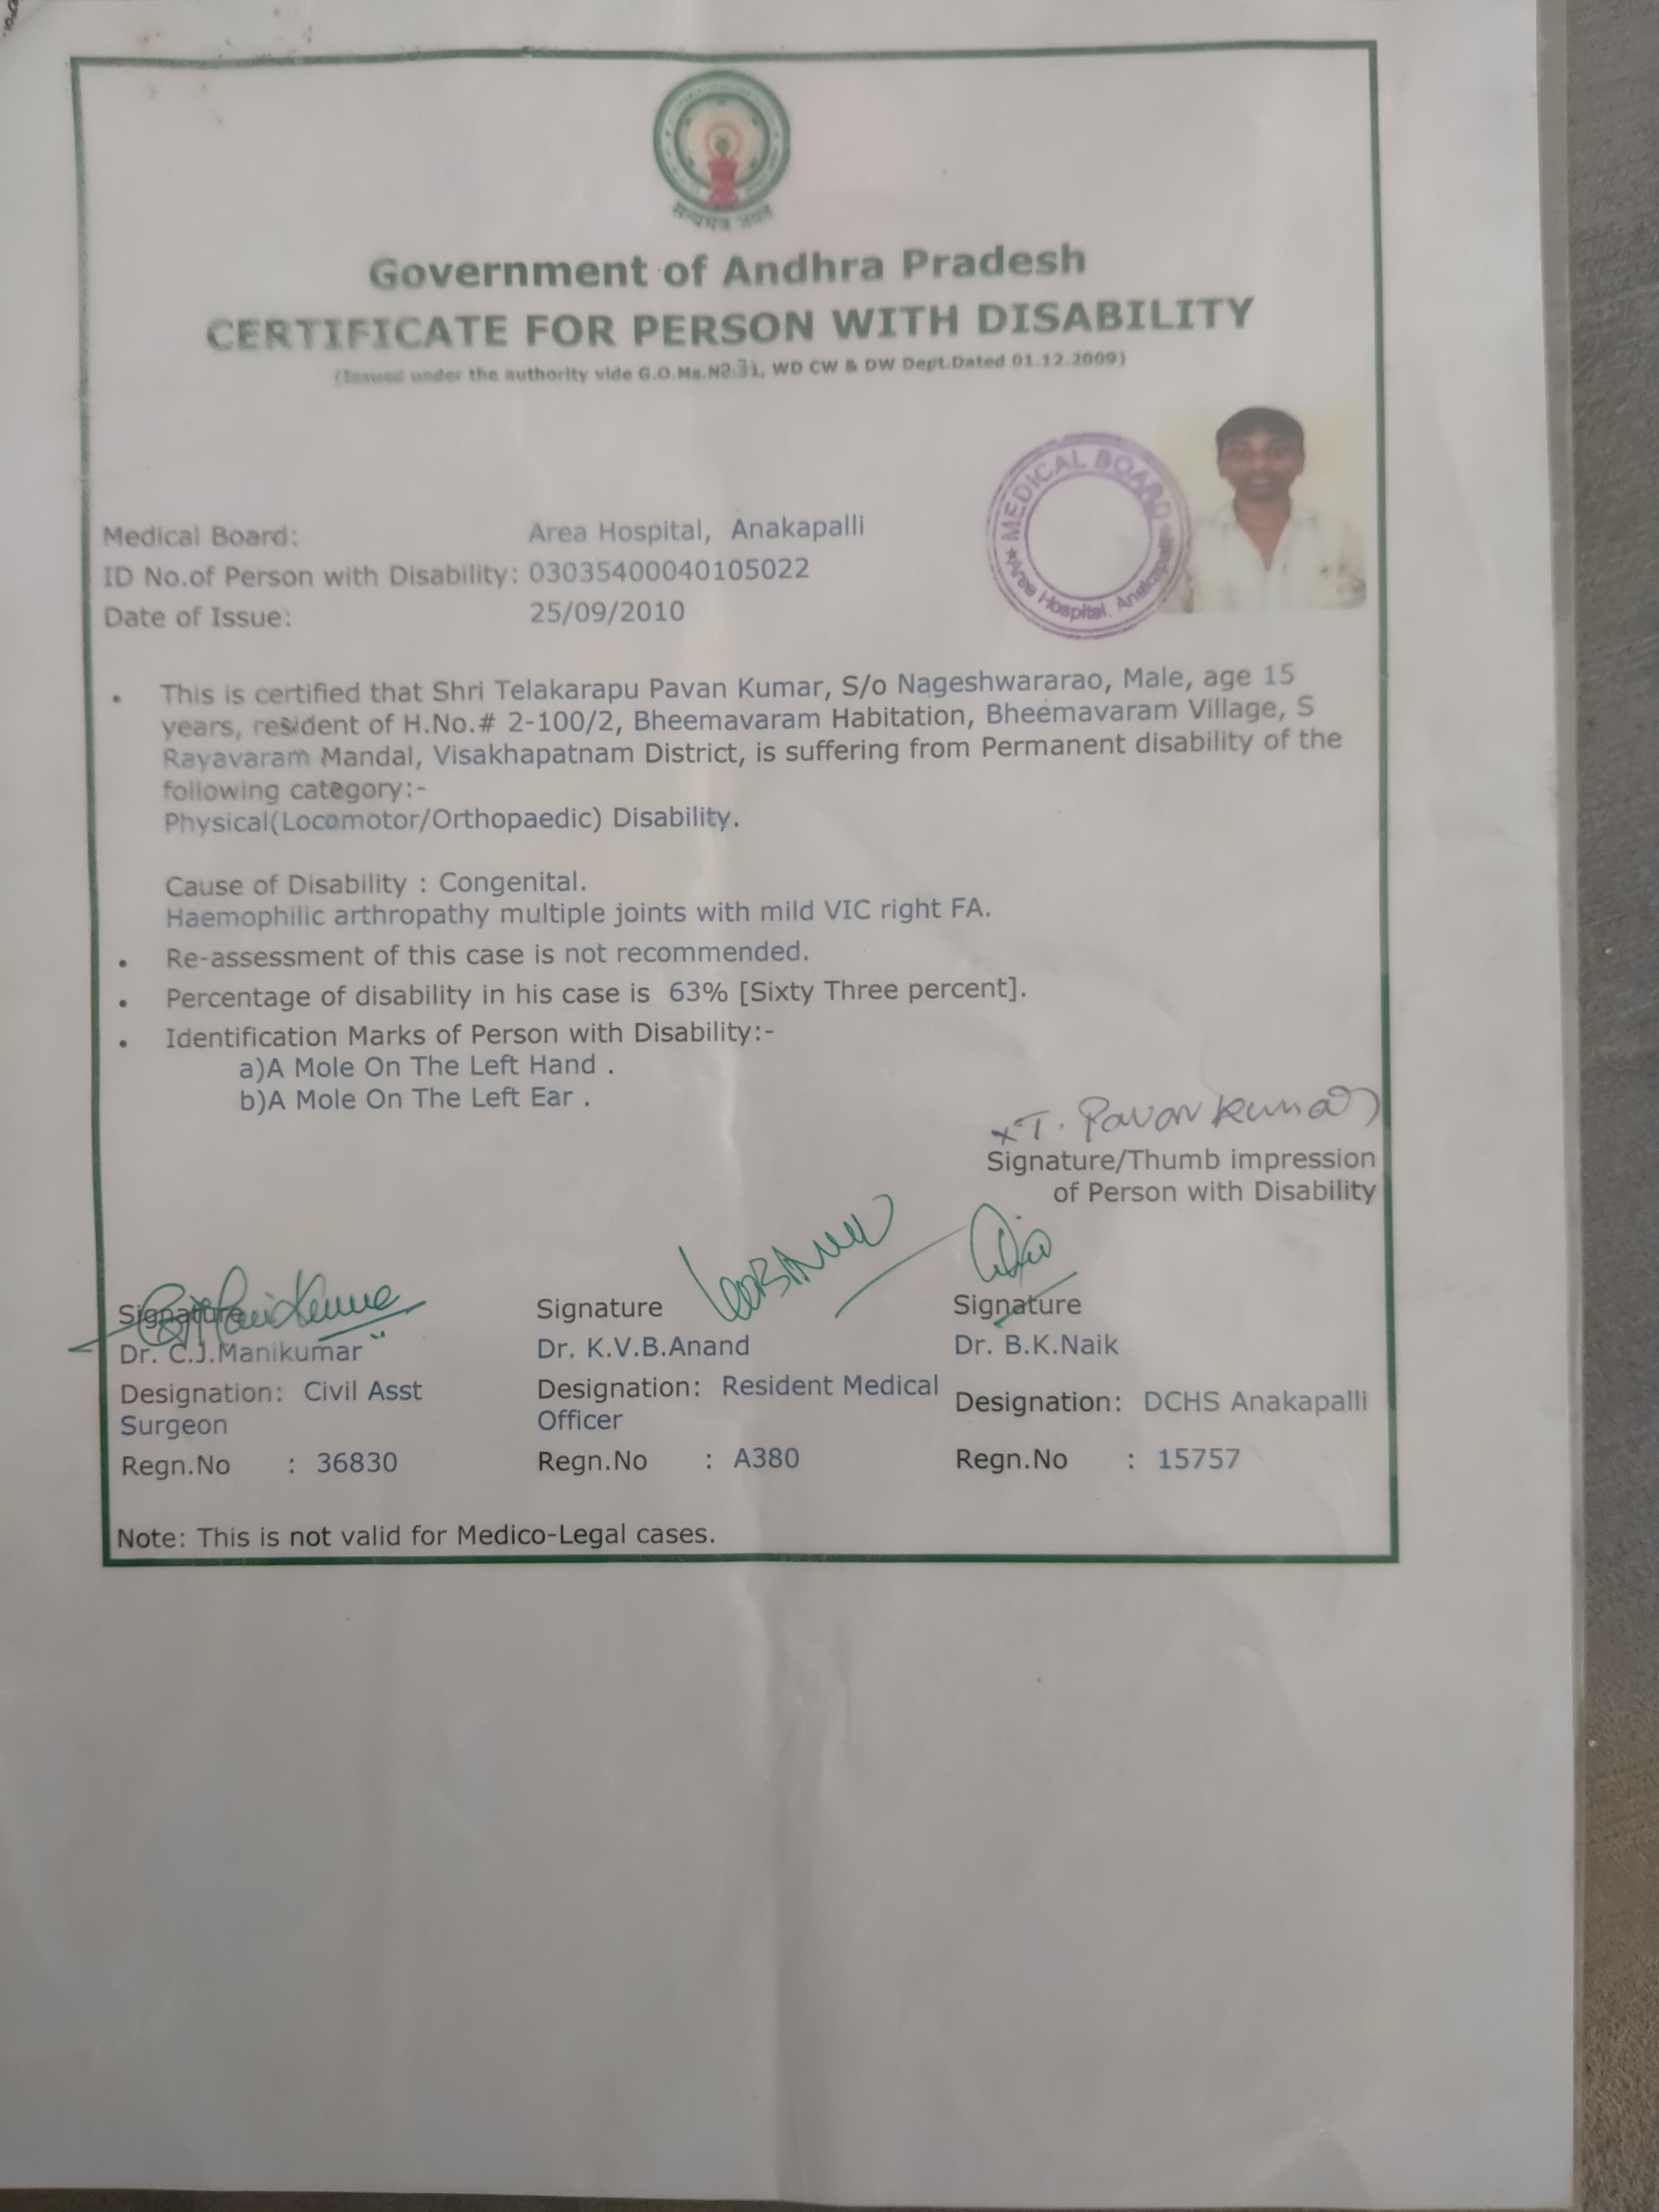 सत्यमेव जयते
Government of Andhra Pradesh
CERTIFICATE FOR PERSON WITH DISABILITY
(Issued under the authority vide G.O.Ms.No.31, WD CW & DW Dept.Dated 01.12.2009)
MEDICAL BOARD
Area Hospital, Anakapalli
Medical Board: Area Hospital, Anakapalli
ID No.of Person with Disability: 03035400040105022
Date of Issue: 25/09/2010
• This is certified that Shri Telakarapu Pavan Kumar, S/o Nageshwararao, Male, age 15
years, resident of H.No.# 2-100/2, Bheemavaram Habitation, Bheemavaram Village, S
Rayavaram Mandal, Visakhapatnam District, is suffering from Permanent disability of the
following category:-
Physical(Locomotor/Orthopaedic) Disability.
Cause of Disability : Congenital.
Haemophilic arthropathy multiple joints with mild VIC right FA.
• Re-assessment of this case is not recommended.
• Percentage of disability in his case is 63% [Sixty Three percent].
• Identification Marks of Person with Disability:-
a)A Mole On The Left Hand .
b)A Mole On The Left Ear .
x T. Pavan kumar
Signature/Thumb impression
of Person with Disability
Signature Signature Signature
Dr. C.J.Manikumar Dr. K.V.B.Anand Dr. B.K.Naik
Designation: Civil Asst Surgeon Designation: Resident Medical Officer Designation: DCHS Anakapalli
Regn.No : 36830 Regn.No : A380 Regn.No : 15757
Note: This is not valid for Medico-Legal cases.